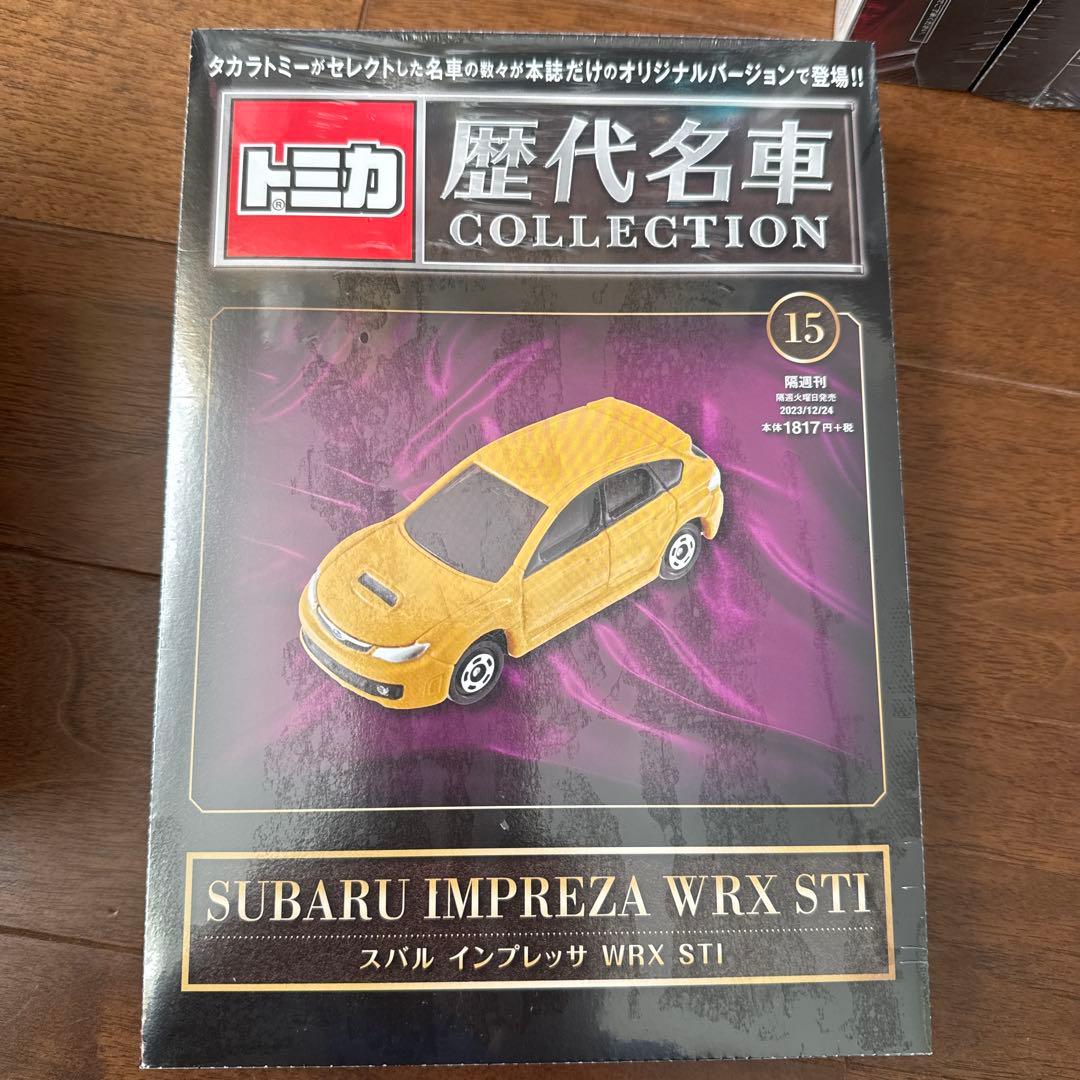 タカラトミーがセレクトした名車の数々が本誌だけのオリジナルバージョンで登場!!
トミカ®
歴代名車
COLLECTION
15
隔週刊
隔週火曜日発売
2023/12/24
本体1817円+税
SUBARU IMPREZA WRX STI
スバル インプレッサ WRX STI